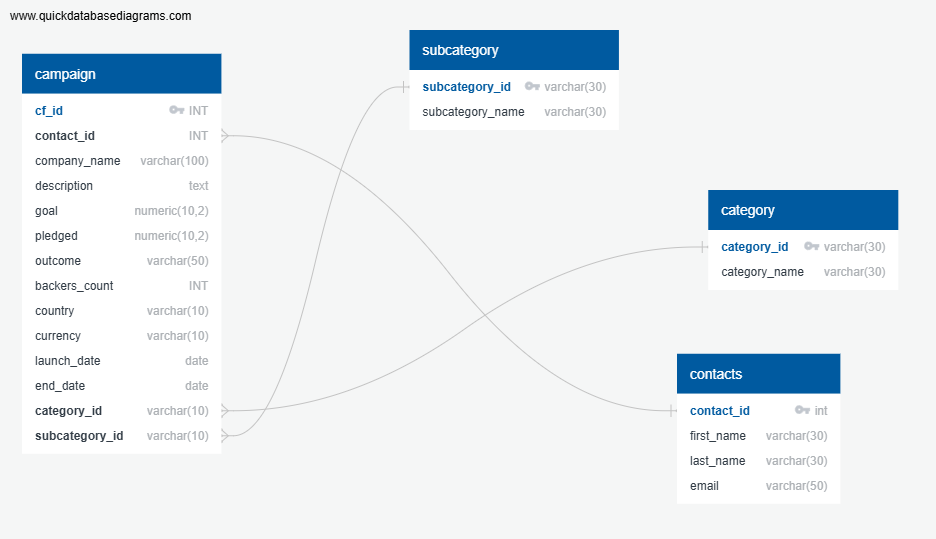 www.quickdatabasediagrams.com
campaign
cf_id INT
contact_id INT
company_name varchar(100)
description text
goal numeric(10,2)
pledged numeric(10,2)
outcome varchar(50)
backers_count INT
country varchar(10)
currency varchar(10)
launch_date date
end_date date
category_id varchar(10)
subcategory_id varchar(10)
subcategory
subcategory_id varchar(30)
subcategory_name varchar(30)
category
category_id varchar(30)
category_name varchar(30)
contacts
contact_id int
first_name varchar(30)
last_name varchar(30)
email varchar(50)